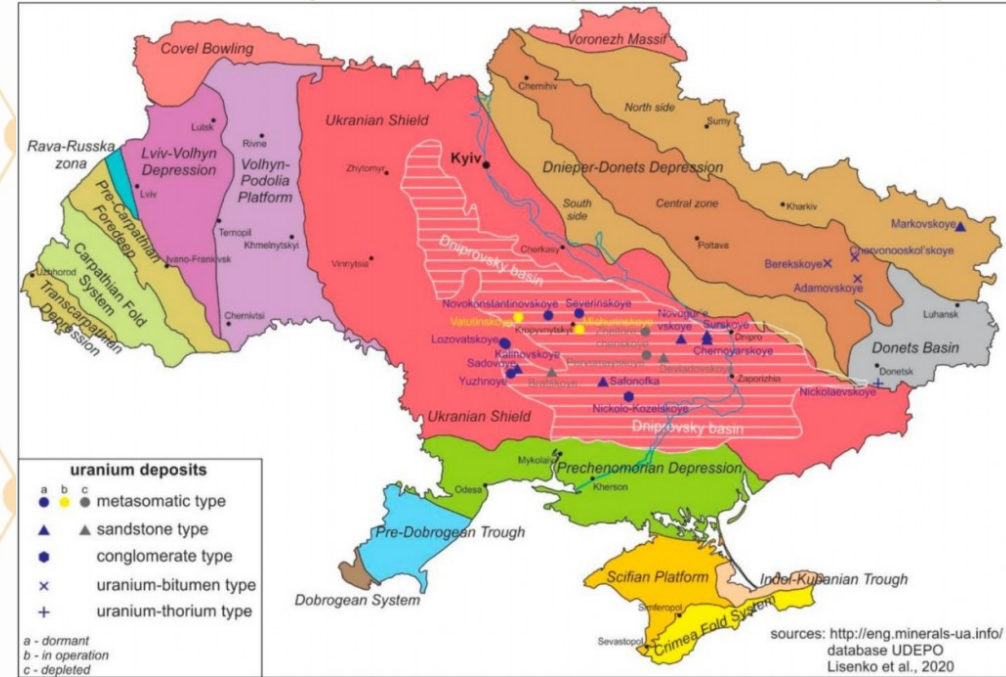 Voronezh Massif
Covel Bowling
Chernihiv
North side
Sumy
Lutsk
Rivne
Ukranian Shield
Rava-Russka
zona
Lviv-Volhyn
Depression
Volhyn-
Podolia
Platform
Zhytomyr
Kyiv
Dnieper-Donets Depression
Lviv
Pre-Carpathian
Foredeep
South
side
Central zone
Kharkiv
Markovskoye
Ternopil
Khmelnytskyi
Poltava
Chervonooskol'skoye
Berekskoye
Adamovskoye
Carpathian Fold
System
Ivano-Frankivsk
Vinnytsia
Cherkasy
Dniprovsky basin
Uzhhorod
Transcarpathian
Depression
Chernivtsi
Novokonstantinovskoye
Severinskoye
Vatutinskoye
Michurinskoye
Kropyvnytskyi
Surskoye
Dnipro
Luhansk
Lozovatskoye
Kalinovskoye
Chernoyarskoye
Donets Basin
Sadovoye
Devladovskoye
Donetsk
Yuzhnoye
Bratskoye
Safonofka
Zaporizhia
Nickolaevskoye
Nickolo-Kozelskoye
Ukranian Shield
Dniprovsky basin
Mykolaiv
Prechenomorian Depression
Odesa
Kherson
Pre-Dobrogean Trough
Dobrogean System
Scifian Platform
Indol-Kubanian Trough
Simferopol
Crimea Fold System
Sevastopol
uranium deposits
a b c
metasomatic type
sandstone type
conglomerate type
uranium-bitumen type
uranium-thorium type
a - dormant
b - in operation
c - depleted
sources: http://eng.minerals-ua.info/
database UDEPO
Lisenko et al., 2020